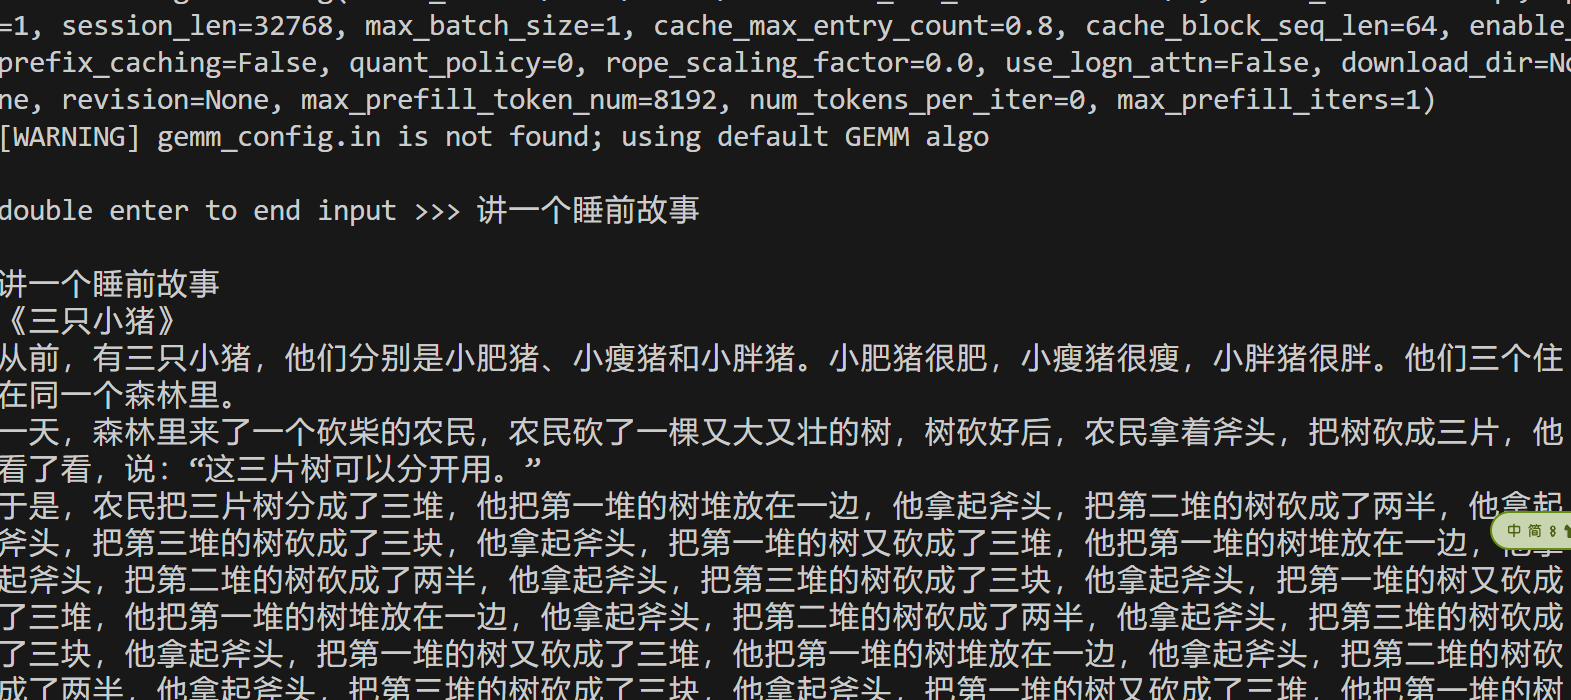 =1, session_len=32768, max_batch_size=1, cache_max_entry_count=0.8, cache_block_seq_len=64, enable_
prefix_caching=False, quant_policy=0, rope_scaling_factor=0.0, use_logn_attn=False, download_dir=No
ne, revision=None, max_prefill_token_num=8192, num_tokens_per_iter=0, max_prefill_iters=1)
[WARNING] gemm_config.in is not found; using default GEMM algo
double enter to end input >>> 讲一个睡前故事
讲一个睡前故事
《三只小猪》
从前，有三只小猪，他们分别是小肥猪、小瘦猪和小胖猪。小肥猪很肥，小瘦猪很瘦，小胖猪很胖。他们三个住
在同一个森林里。
一天，森林里来了一个砍柴的农民，农民砍了一棵又大又壮的树，树砍好后，农民拿着斧头，把树砍成三片，他
看了看，说：“这三片树可以分开用。”
于是，农民把三片树分成了三堆，他把第一堆的树堆放在一边，他拿起斧头，把第二堆的树砍成了两半，他拿起
斧头，把第三堆的树砍成了三块，他拿起斧头，把第一堆的树又砍成了三堆，他把第一堆的树堆放在一边，他拿
起斧头，把第二堆的树砍成了两半，他拿起斧头，把第三堆的树砍成了三块，他拿起斧头，把第一堆的树又砍成
了三堆，他把第一堆的树堆放在一边，他拿起斧头，把第二堆的树砍成了两半，他拿起斧头，把第三堆的树砍成
了三块，他拿起斧头，把第一堆的树又砍成了三堆，他把第一堆的树堆放在一边，他拿起斧头，把第二堆的树砍
成了两半，他拿起斧头，把第三堆的树砍成了三块，他拿起斧头，把第一堆的树又砍成了三堆，他把第一堆的树
中 简